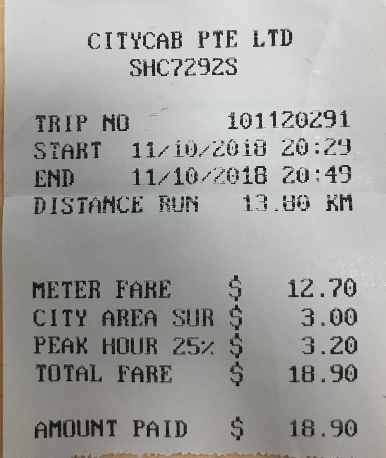 CITYCAB PTE LTD
SHC7292S
TRIP NO 101120291
START 11/10/2018 20:29
END 11/10/2018 20:49
DISTANCE RUN 13.80 KM
METER FARE $ 12.70
CITY AREA SUR $ 3.00
PEAK HOUR 25% $ 3.20
TOTAL FARE $ 18.90
AMOUNT PAID $ 18.90